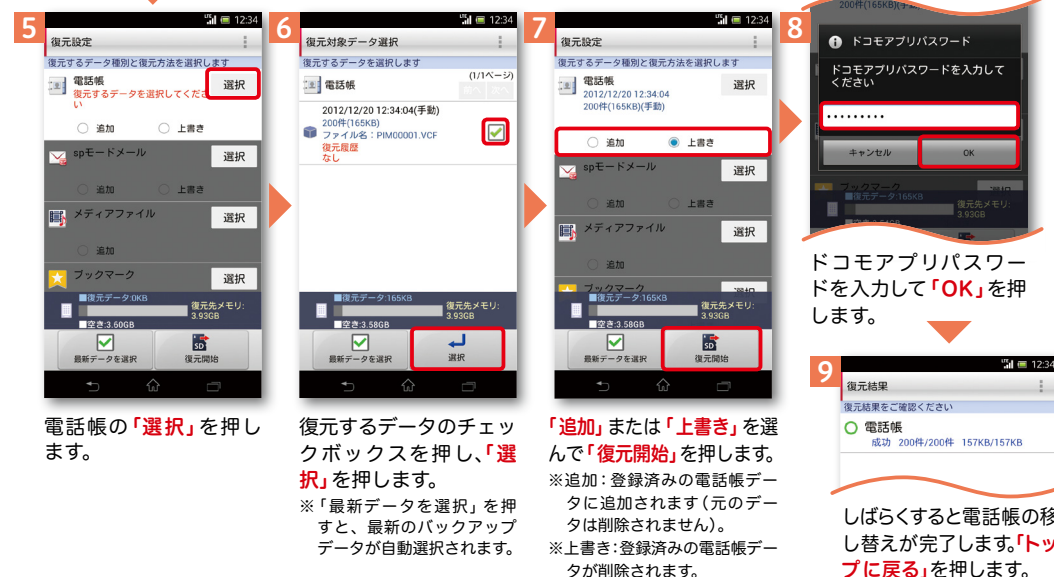 5
12:34
復元設定
復元するデータ種別と復元方法を選択します
電話帳
復元するデータを選択してくださ
い
選択
追加
上書き
spモードメール
選択
追加
上書き
メディアファイル
選択
追加
ブックマーク
選択
■復元データ:0KB
復元先メモリ:
3.93GB
■空き:3.60GB
最新データを選択
復元開始
電話帳の「選択」を押し
ます。
6
12:34
復元対象データ選択
復元するデータを選択します
電話帳
(1/1ページ)
前へ 次へ
2012/12/20 12:34:04(手動)
200件(165KB)
ファイル名：PIM00001.VCF
復元履歴
なし
■復元データ:165KB
復元先メモリ:
3.93GB
■空き:3.58GB
最新データを選択
選択
復元するデータのチェッ
クボックスを押し、「選
択」を押します。
※「最新データを選択」を押
すと、最新のバックアップ
データが自動選択されます。
7
12:34
復元設定
復元するデータ種別と復元方法を選択します
電話帳
2012/12/20 12:34:04
200件(165KB)(手動)
選択
追加
上書き
spモードメール
選択
追加
上書き
メディアファイル
選択
追加
ブックマーク
選択
■復元データ:165KB
復元先メモリ:
3.93GB
■空き:3.58GB
最新データを選択
復元開始
「追加」または「上書き」を選
んで「復元開始」を押します。
※追加：登録済みの電話帳デー
タに追加されます（元のデー
タは削除されません）。
※上書き：登録済みの電話帳デー
タが削除されます。
8
200件(165KB)(手動)
ドコモアプリパスワード
ドコモアプリパスワードを入力して
ください
•••••••••
キャンセル
OK
ブックマーク
■復元データ:165KB
復元先メモリ:
3.93GB
ドコモアプリパスワー
ドを入力して「OK」を押
します。
9
12:34
復元結果
復元結果をご確認ください
電話帳
成功 200件/200件 157KB/157KB
しばらくすると電話帳の移
し替えが完了します。「トッ
プに戻る」を押します。